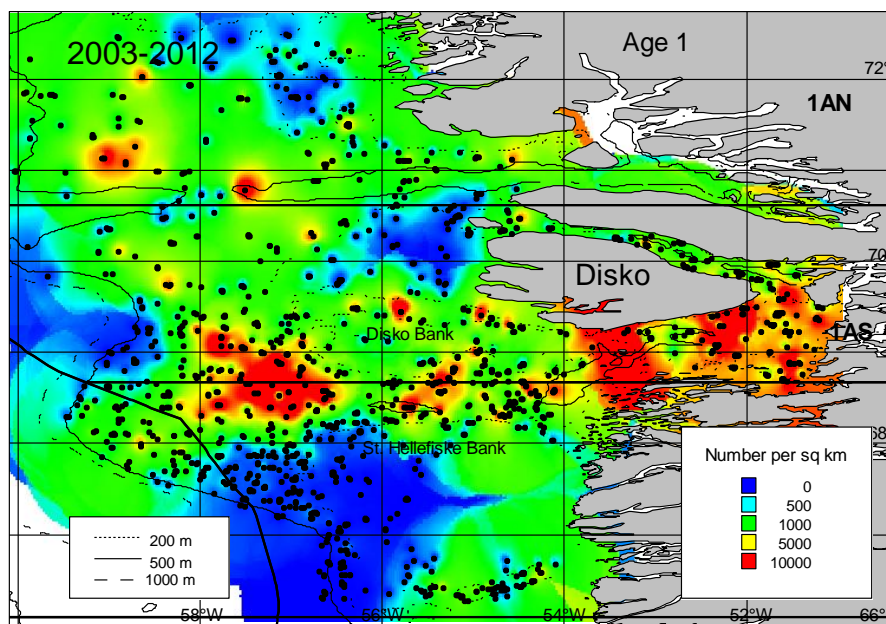 2003-2012
Age 1
72°
1AN
70
Disko
Disko Bank
1AS
St. Hellefiske Bank
68
Number per sq km
0
500
1000
5000
10000
200 m
500 m
1000 m
58°W
56°W
54°W
52°W
66°